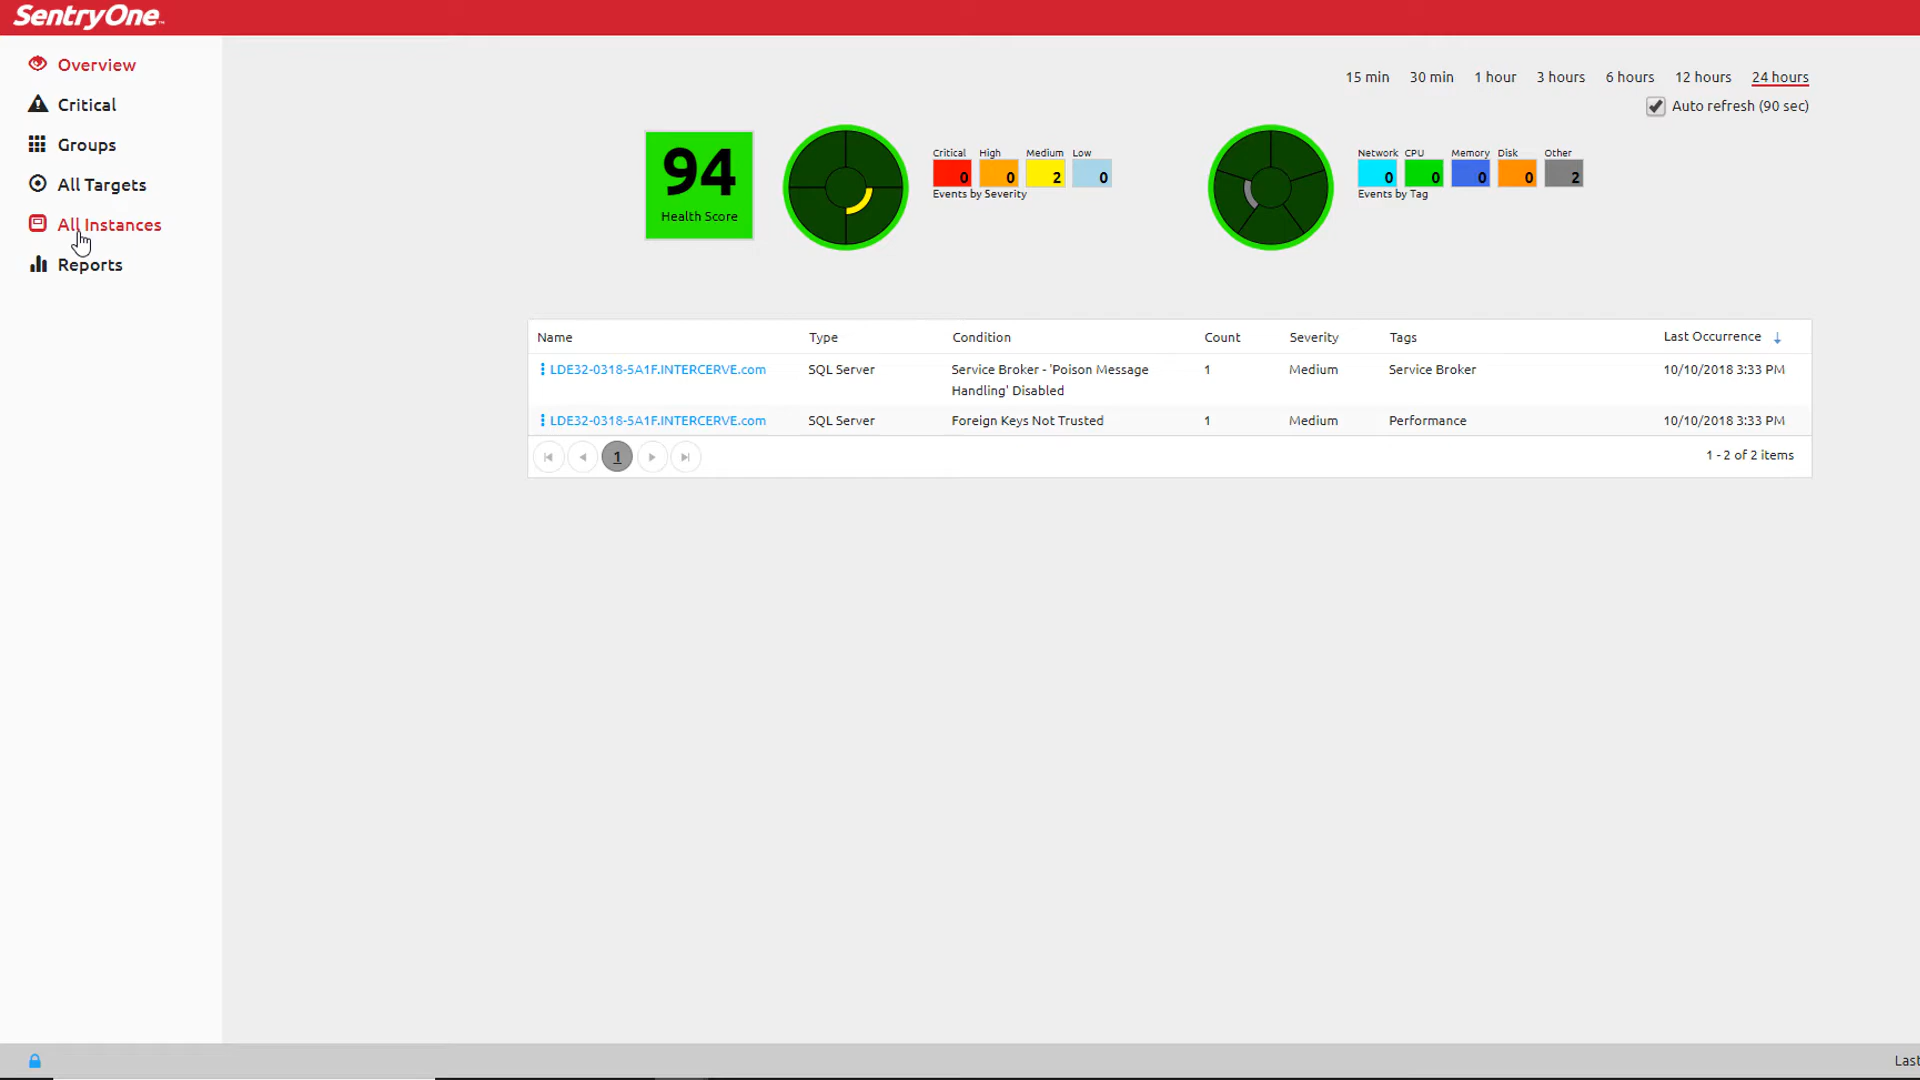 SentryOne™
Overview
Critical
Groups
All Targets
All Instances
Reports
15 min 30 min 1 hour 3 hours 6 hours 12 hours 24 hours
Auto refresh (90 sec)
94
Health Score
Critical High Medium Low
0 0 2 0
Events by Severity
Network CPU Memory Disk Other
0 0 0 0 2
Events by Tag
Name Type Condition Count Severity Tags Last Occurrence
LDE32-0318-5A1F.INTERCERVE.com SQL Server Service Broker - 'Poison Message 1 Medium Service Broker 10/10/2018 3:33 PM
Handling' Disabled
LDE32-0318-5A1F.INTERCERVE.com SQL Server Foreign Keys Not Trusted 1 Medium Performance 10/10/2018 3:33 PM
1 1 - 2 of 2 items
Last